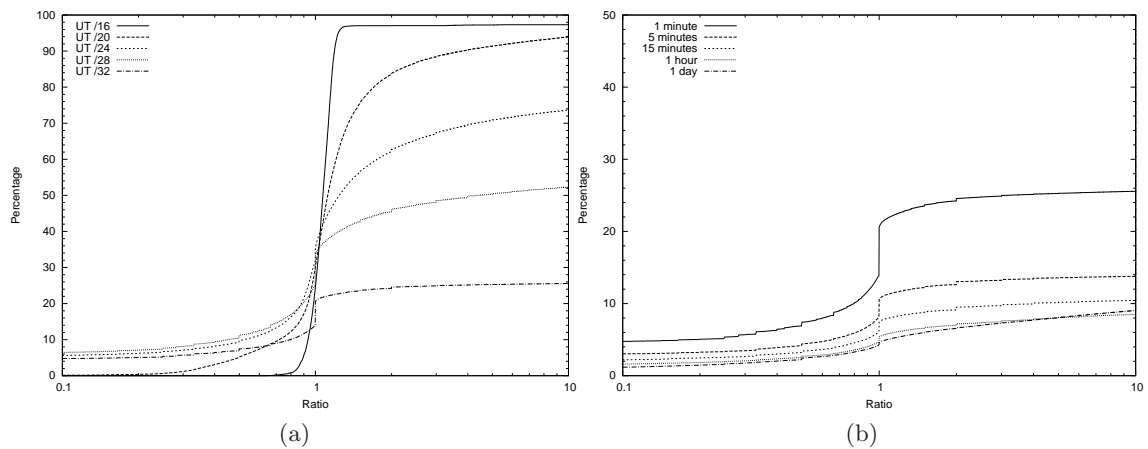 100
90
80
70
60
50
40
30
20
10
0
0.1
1
10
Percentage
Ratio
UT /16
UT /20
UT /24
UT /28
UT /32
(a)
50
40
30
20
10
0
0.1
1
10
Percentage
Ratio
1 minute
5 minutes
15 minutes
1 hour
1 day
(b)